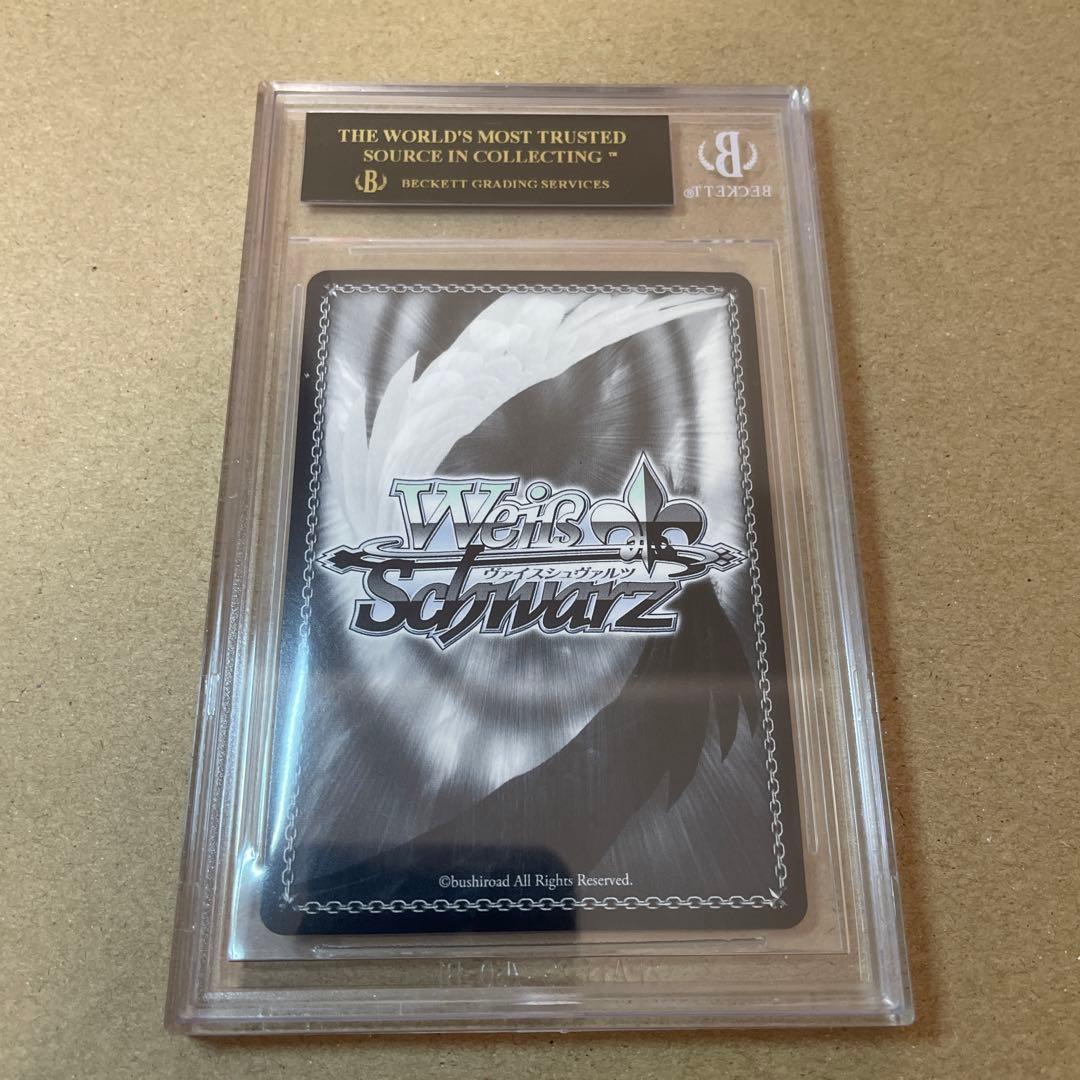 THE WORLD'S MOST TRUSTED
SOURCE IN COLLECTING ™
B BECKETT GRADING SERVICES
B
BECKETT®
Weiß
ヴァイスシュヴァルツ
Schwarz
©bushiroad All Rights Reserved.